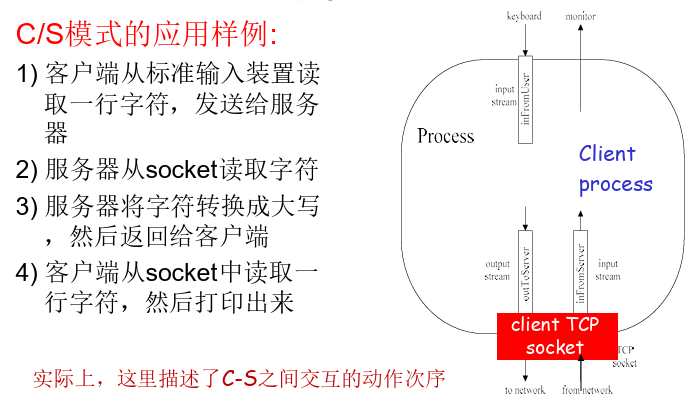 C/S模式的应用样例:
1) 客户端从标准输入装置读
取一行字符，发送给服务
器
2) 服务器从socket读取字符
3) 服务器将字符转换成大写
，然后返回给客户端
4) 客户端从socket中读取一
行字符，然后打印出来
实际上，这里描述了C-S之间交互的动作次序
keyboard
monitor
input
stream
inFromUser
Process
Client
process
output
stream
outToServer
inFromServer
input
stream
client TCP
socket
TCP
socket
to network
from network